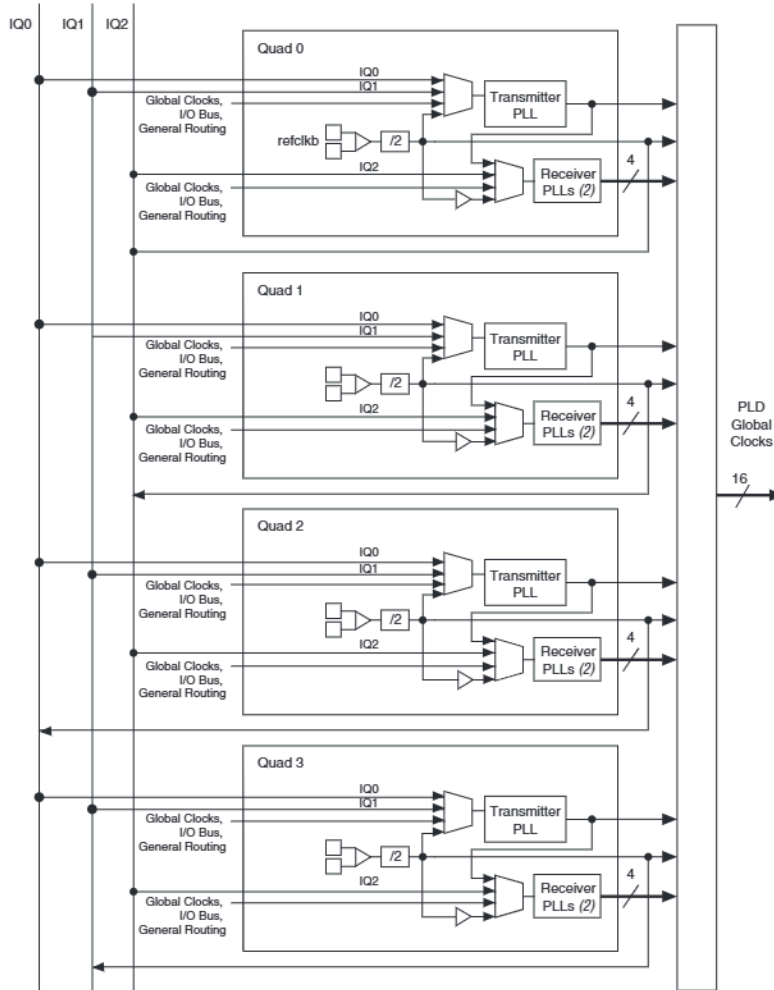 IQ0 IQ1 IQ2
Quad 0
IQ0
IQ1
Global Clocks,
I/O Bus,
General Routing
Transmitter
PLL
refclkb
/2
IQ2
Global Clocks,
I/O Bus,
General Routing
Receiver
PLLs (2)
4
Quad 1
IQ0
IQ1
Global Clocks,
I/O Bus,
General Routing
Transmitter
PLL
/2
IQ2
Global Clocks,
I/O Bus,
General Routing
Receiver
PLLs (2)
4
PLD
Global
Clocks
16
Quad 2
IQ0
IQ1
Global Clocks,
I/O Bus,
General Routing
Transmitter
PLL
/2
IQ2
Global Clocks,
I/O Bus,
General Routing
Receiver
PLLs (2)
4
Quad 3
IQ0
IQ1
Global Clocks,
I/O Bus,
General Routing
Transmitter
PLL
/2
IQ2
Global Clocks,
I/O Bus,
General Routing
Receiver
PLLs (2)
4